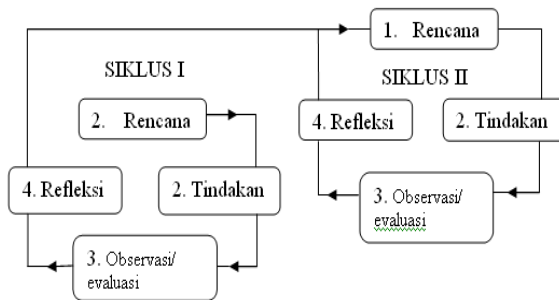 1. Rencana
SIKLUS I
SIKLUS II
2. Rencana
4. Refleksi
2. Tindakan
4. Refleksi
2. Tindakan
3. Observasi/
evaluasi
3. Observasi/
evaluasi